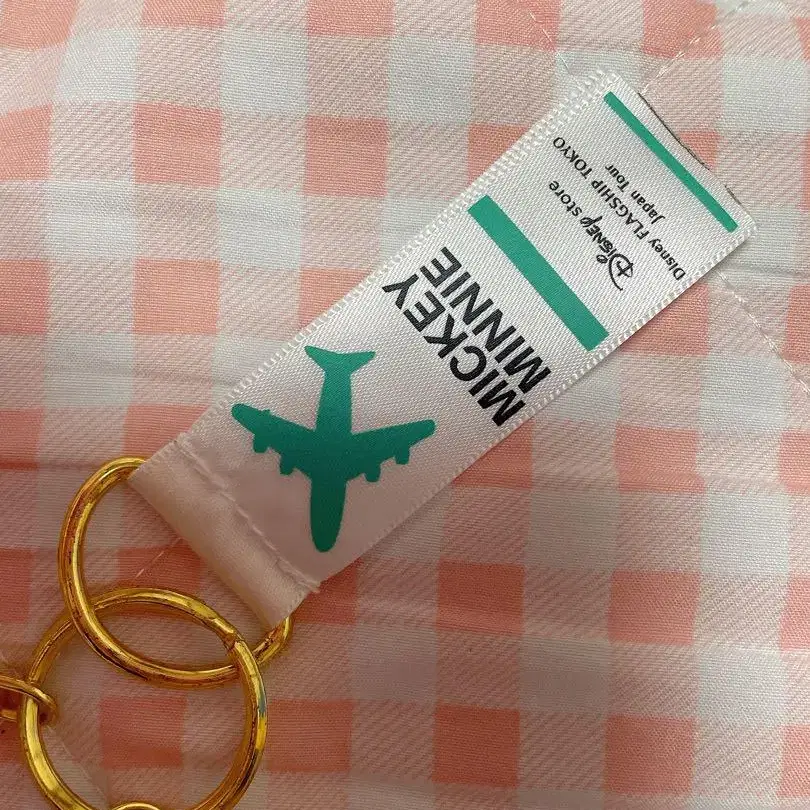 MICKEY
MINNIE
Disney store
Disney FLAGSHIP TOKYO
Japan Tour